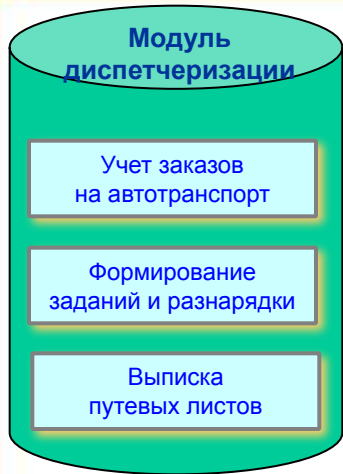 Модуль
диспетчеризации
Учет заказов
на автотранспорт
Формирование
заданий и разнарядки
Выписка
путевых листов